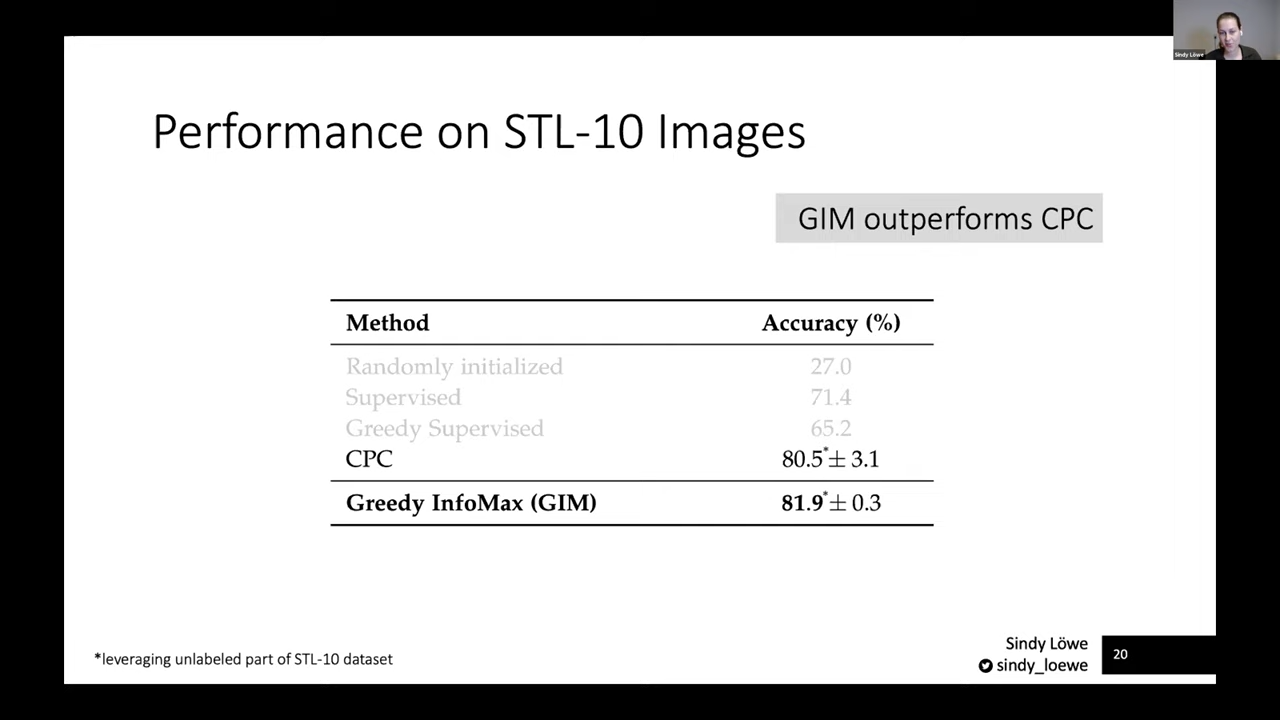 Sindy Löwe
Performance on STL-10 Images
GIM outperforms CPC
Method Accuracy (%)
Randomly initialized 27.0
Supervised 71.4
Greedy Supervised 65.2
CPC 80.5*± 3.1
Greedy InfoMax (GIM) 81.9*± 0.3
*leveraging unlabeled part of STL-10 dataset
Sindy Löwe
sindy_loewe
20